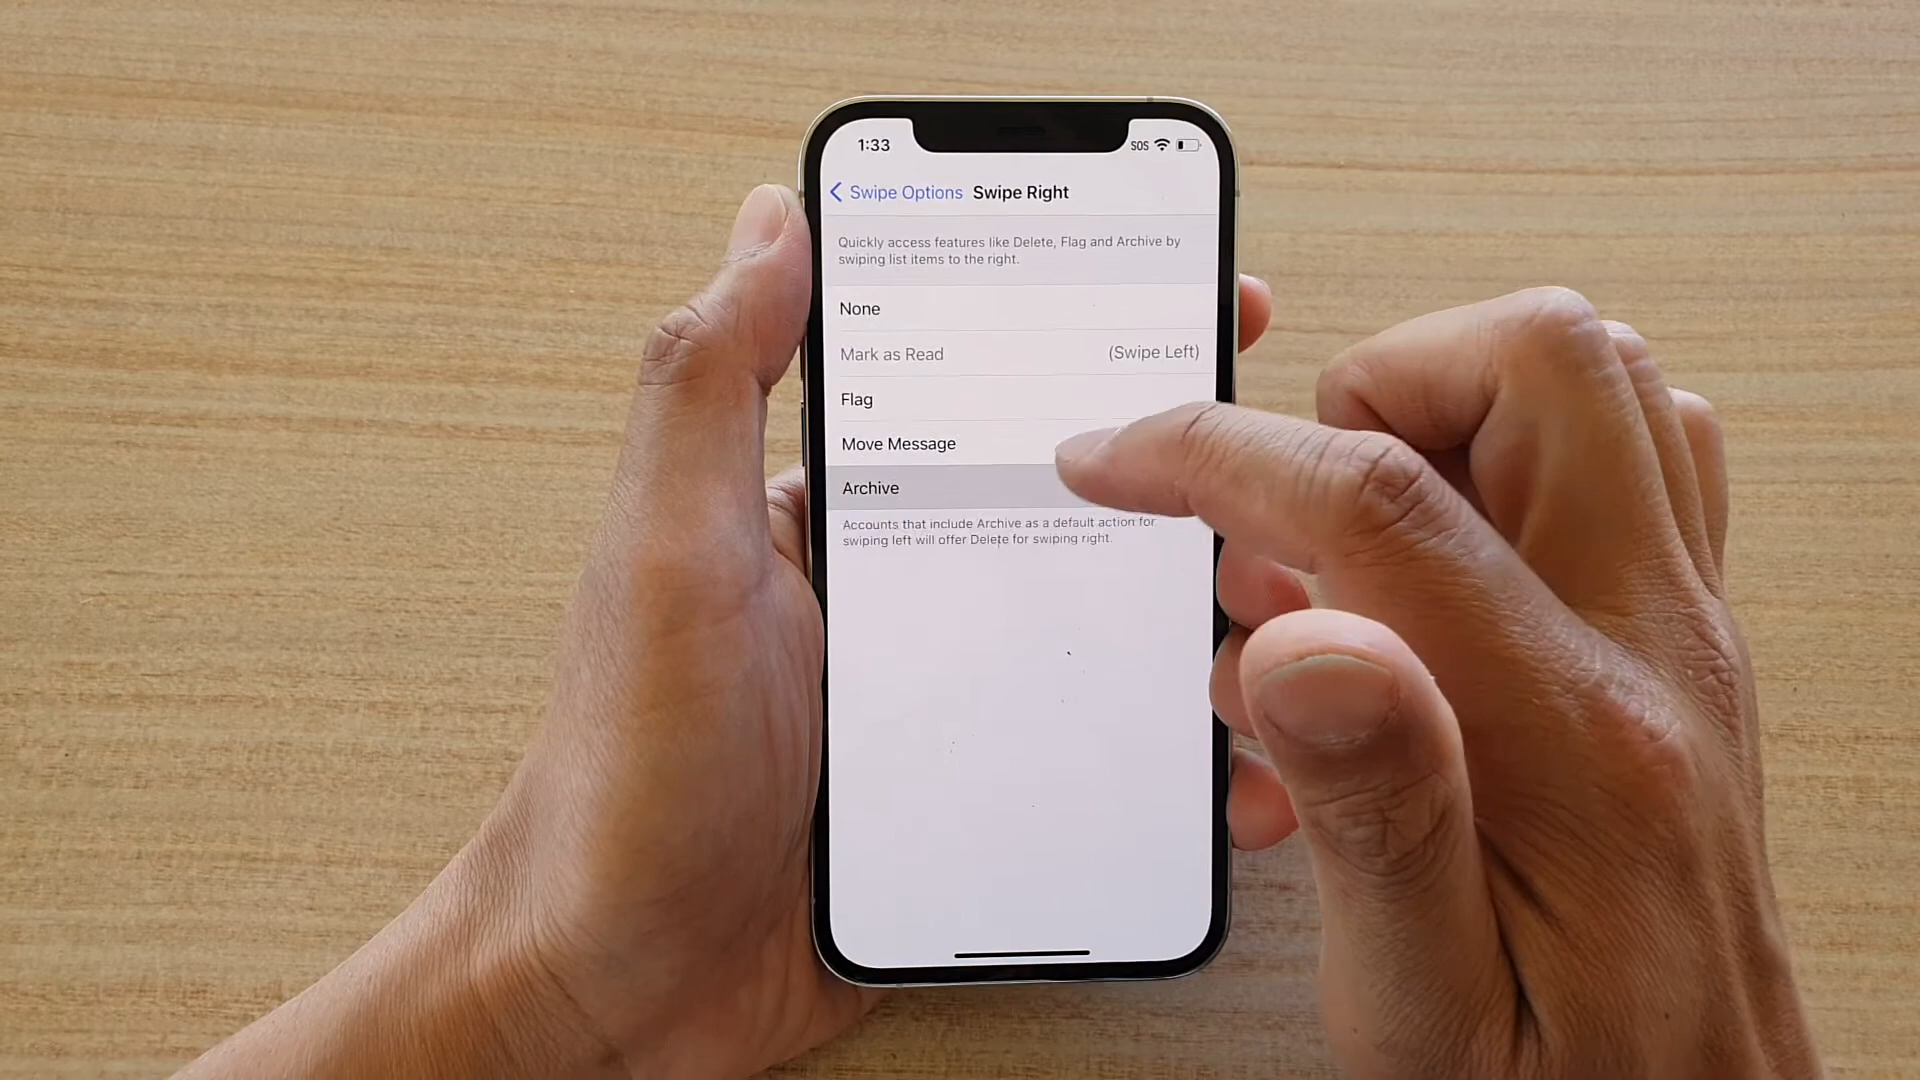 1:33
SOS
Swipe Options
Swipe Right
Quickly access features like Delete, Flag and Archive by
swiping list items to the right.
None
Mark as Read (Swipe Left)
Flag
Move Message
Archive
Accounts that include Archive as a default action for
swiping left will offer Delete for swiping right.